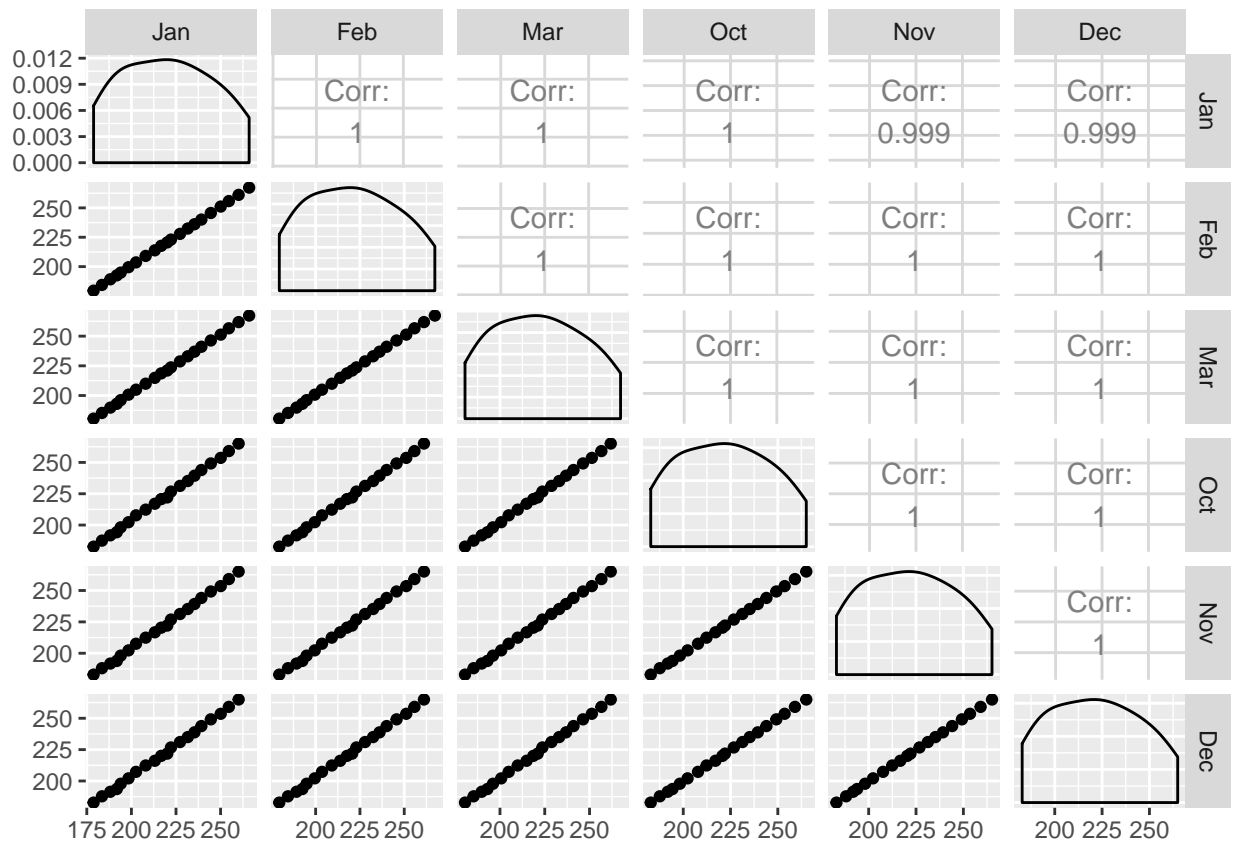 Jan Feb Mar Oct Nov Dec
0.012
0.009
0.006
0.003
0.000
Corr: Corr: Corr: Corr: Corr:
1 1 1 0.999 0.999
Jan
250
225
200
Corr: Corr: Corr: Corr:
1 1 1 1
Feb
250
225
200
Corr: Corr: Corr:
1 1 1
Mar
250
225
200
Corr: Corr:
1 1
Oct
250
225
200
Corr:
1
Nov
250
225
200
Dec
175 200 225 250 200 225 250 200 225 250 200 225 250 200 225 250 200 225 250